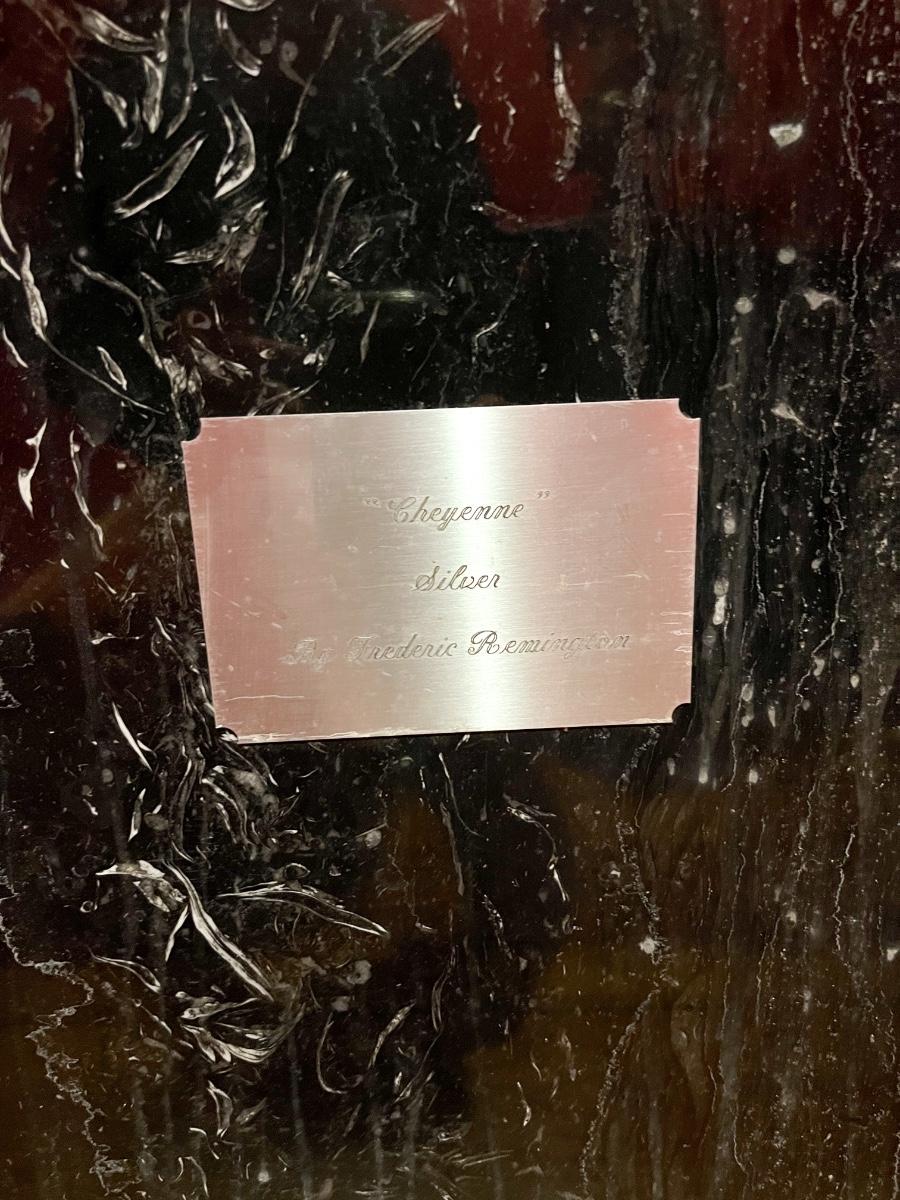 "Cheyenne"
Silver
By Frederic Remington